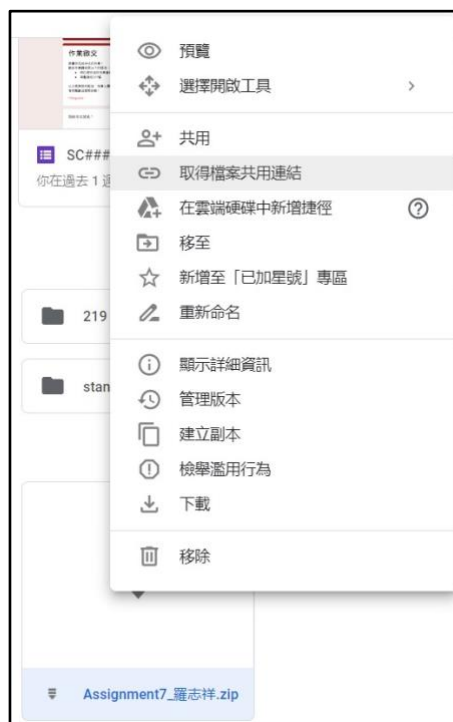 作業繳交
SC###
你在過去 1 週
219
stan
預覽
選擇開啟工具
共用
取得檔案共用連結
在雲端硬碟中新增捷徑
移至
新增至「已加星號」專區
重新命名
顯示詳細資訊
管理版本
建立副本
檢舉濫用行為
下載
移除
Assignment7_羅志祥.zip